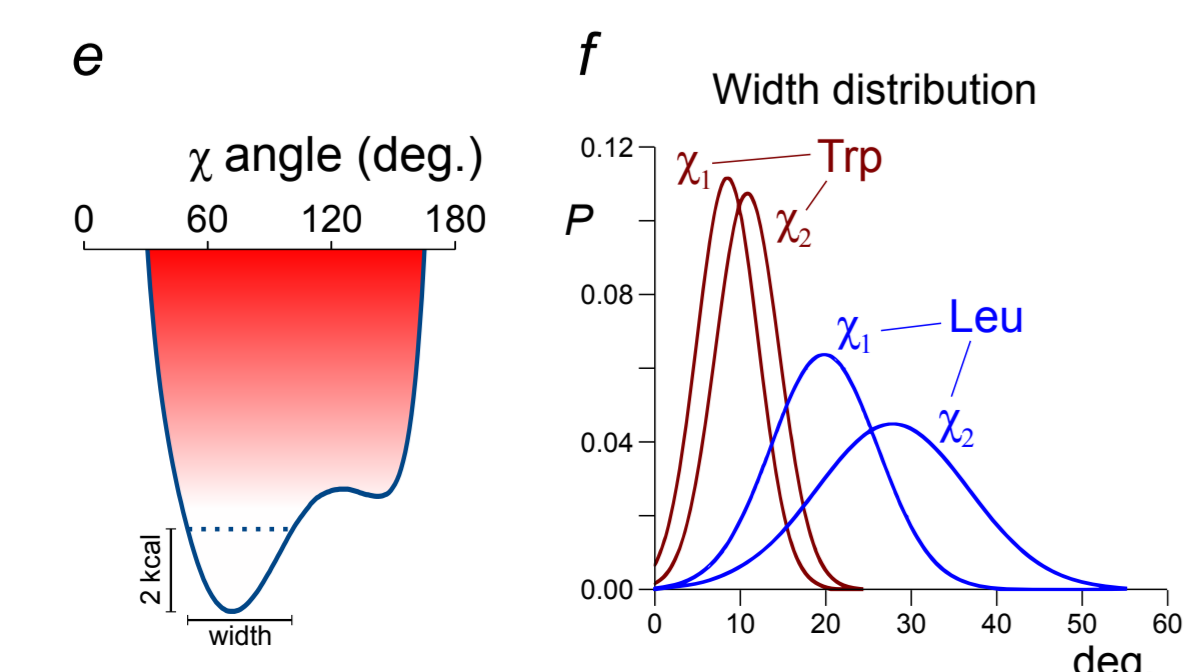 e
χ angle (deg.)
0 60 120 180
2 kcal
width
f
Width distribution
P
0.12
0.08
0.04
0.00
χ1 Trp
χ2
χ1 Leu
χ2
0 10 20 30 40 50 60
deg